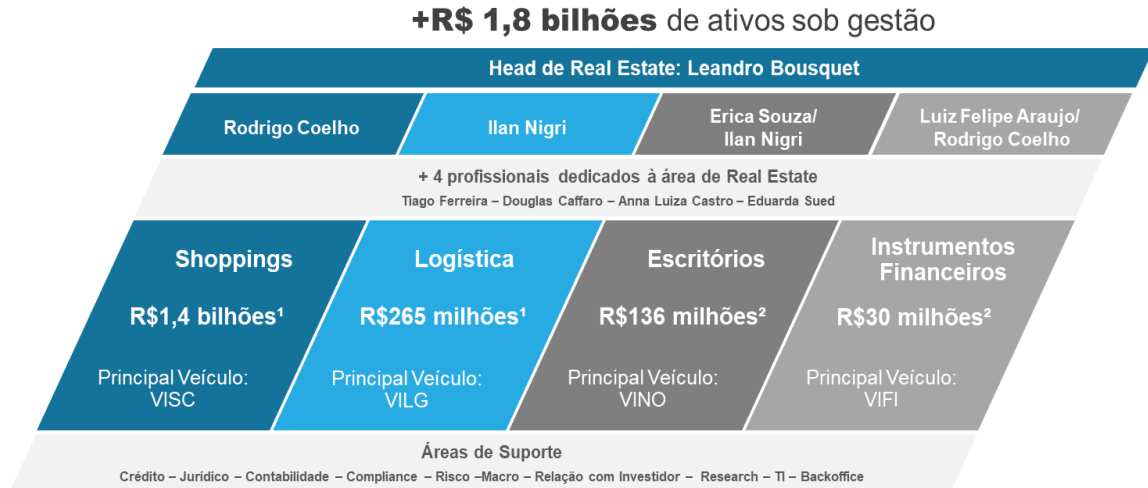 +R$ 1,8 bilhões de ativos sob gestão
Head de Real Estate: Leandro Bousquet
Rodrigo Coelho
Ilan Nigri
Erica Souza/
Ilan Nigri
Luiz Felipe Araujo/
Rodrigo Coelho
+ 4 profissionais dedicados à área de Real Estate
Tiago Ferreira – Douglas Caffaro – Anna Luiza Castro – Eduarda Sued
Shoppings
R$1,4 bilhões¹
Principal Veículo:
VISC
Logística
R$265 milhões¹
Principal Veículo:
VILG
Escritórios
R$136 milhões²
Principal Veículo:
VINO
Instrumentos
Financeiros
R$30 milhões²
Principal Veículo:
VIFI
Áreas de Suporte
Crédito – Jurídico – Contabilidade – Compliance – Risco –Macro – Relação com Investidor – Research – TI – Backoffice